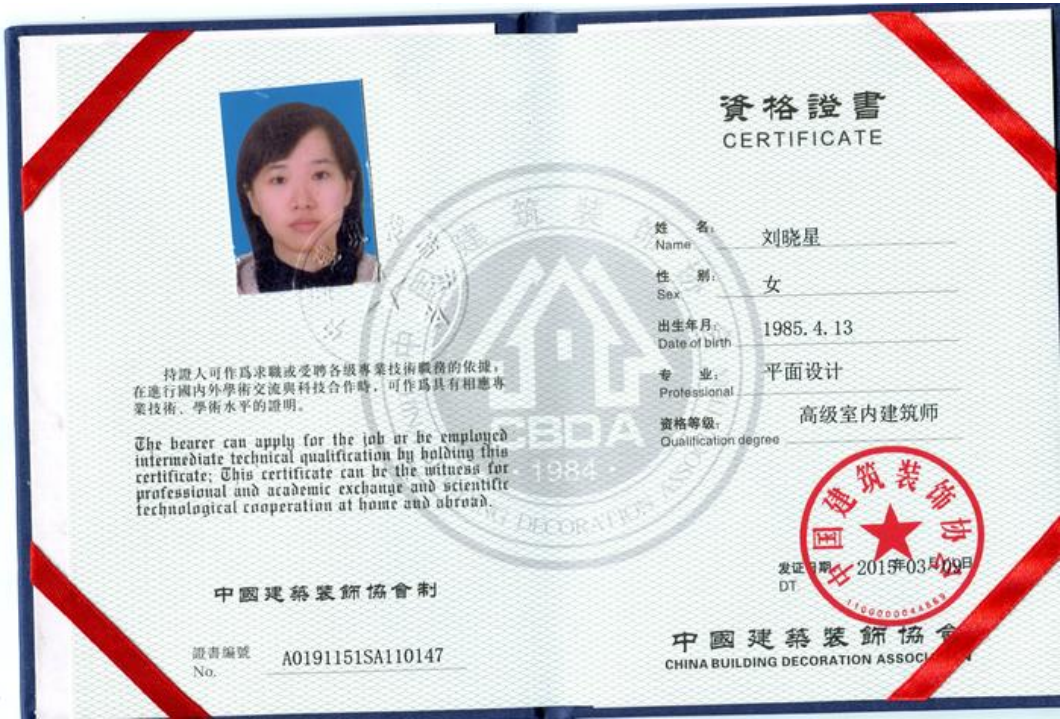 持證人可作爲求職或受聘各級專業技術職務的依據，
在進行國内外學術交流與科技合作時，可作爲具有相應專
業技術、學術水平的證明。
The bearer can apply for the job or be employed
intermediate technical qualification by holding this
certificate; This certificate can be the witness for
professional and academic exchange and scientific
technological cooperation at home and abroad.
中國建築裝飾協會制
證書編號
No.
A0191151SA110147
資格證書
CERTIFICATE
姓 名：
Name
刘晓星
性 别：
Sex
女
出生年月：
Date of birth
1985.4.13
专 业：
Professional
平面设计
资格等级：
Qualification degree
高级室内建筑师
中国建筑装饰协会
发证日期
DT
2015年03月09日
中國建築裝飾協會
CHINA BUILDING DECORATION
CBDA
1984